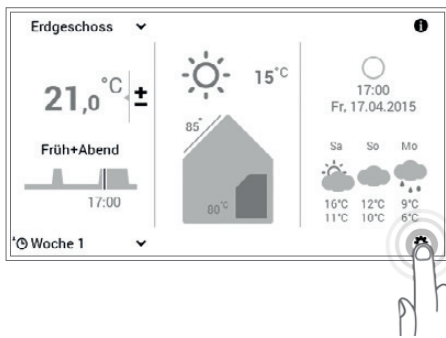 Erdgeschoss
21,0 °C ±
Früh+Abend
17:00
Woche 1
15°C
85°
80°C
17:00
Fr, 17.04.2015
Sa So Mo
16°C 12°C 9°C
11°C 10°C 6°C